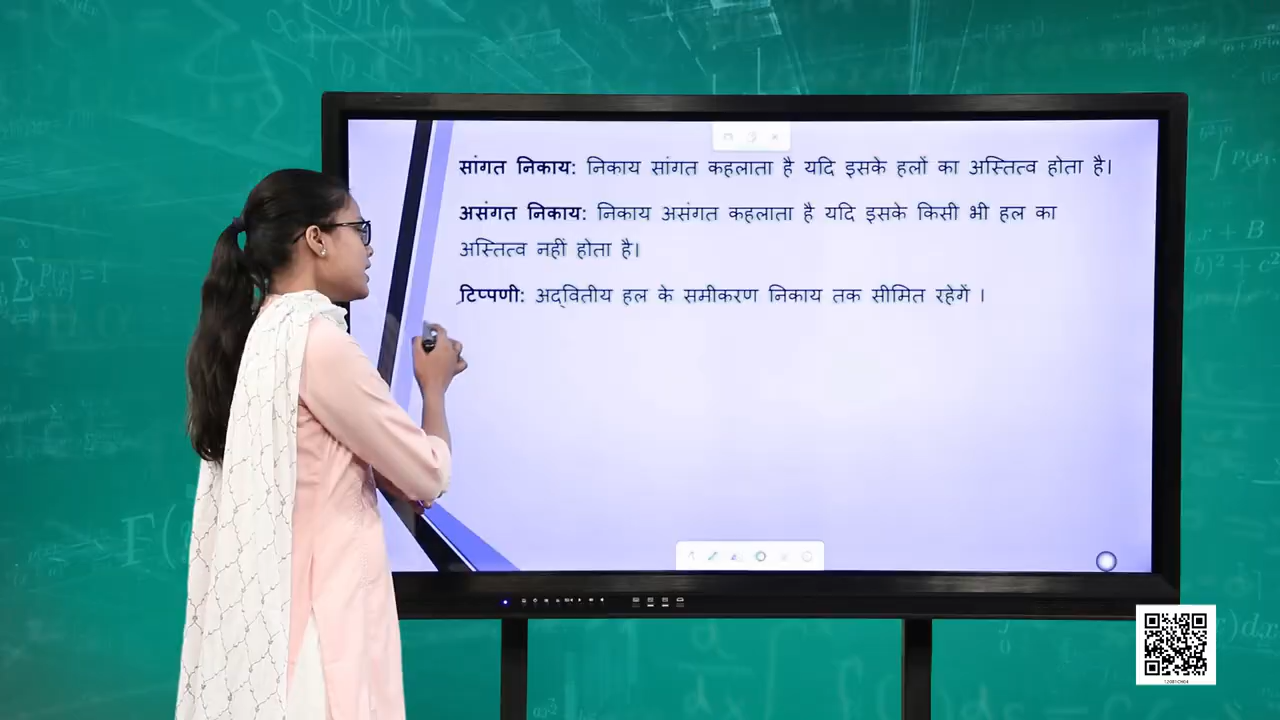 सांगत निकाय: निकाय सांगत कहलाता है यदि इसके हलों का अस्तित्व होता है।
असंगत निकाय: निकाय असंगत कहलाता है यदि इसके किसी भी हल का
अस्तित्व नहीं होता है।
टिप्पणी: अद्वितीय हल के समीकरण निकाय तक सीमित रहेगें ।
12081CH04